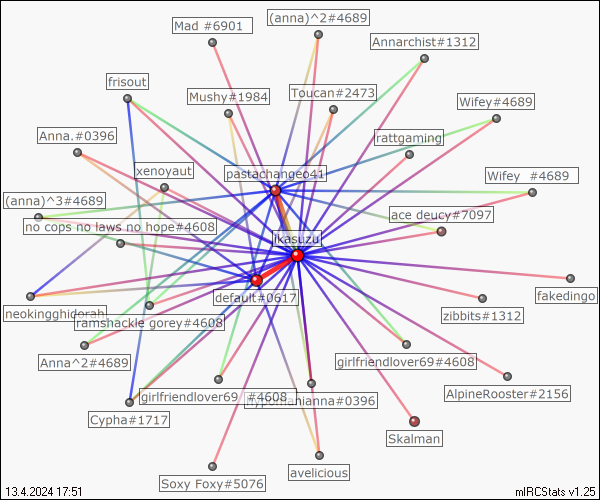 (anna)^2#4689
Mad #6901
Annarchist#1312
frisout
Toucan#2473
Mushy#1984
Wifey#4689
Anna.#0396
rattgaming
xenoyaut
pastachangeo41
Wifey #4689
(anna)^3#4689
ace deucy#7097
no cops no laws no hope#4608
ikasuzu
default#0617
fakedingo
neokingghidorah
zibbits#1312
ramshackle gorey#4608
Anna^2#4689
girlfriendlover69#4608
AlpineRooster#2156
girlfriendlover69 #4608
hypomanianna#0396
Cypha#1717
Skalman
avelicious
Soxy Foxy#5076
13.4.2024 17:51
mIRCStats v1.25